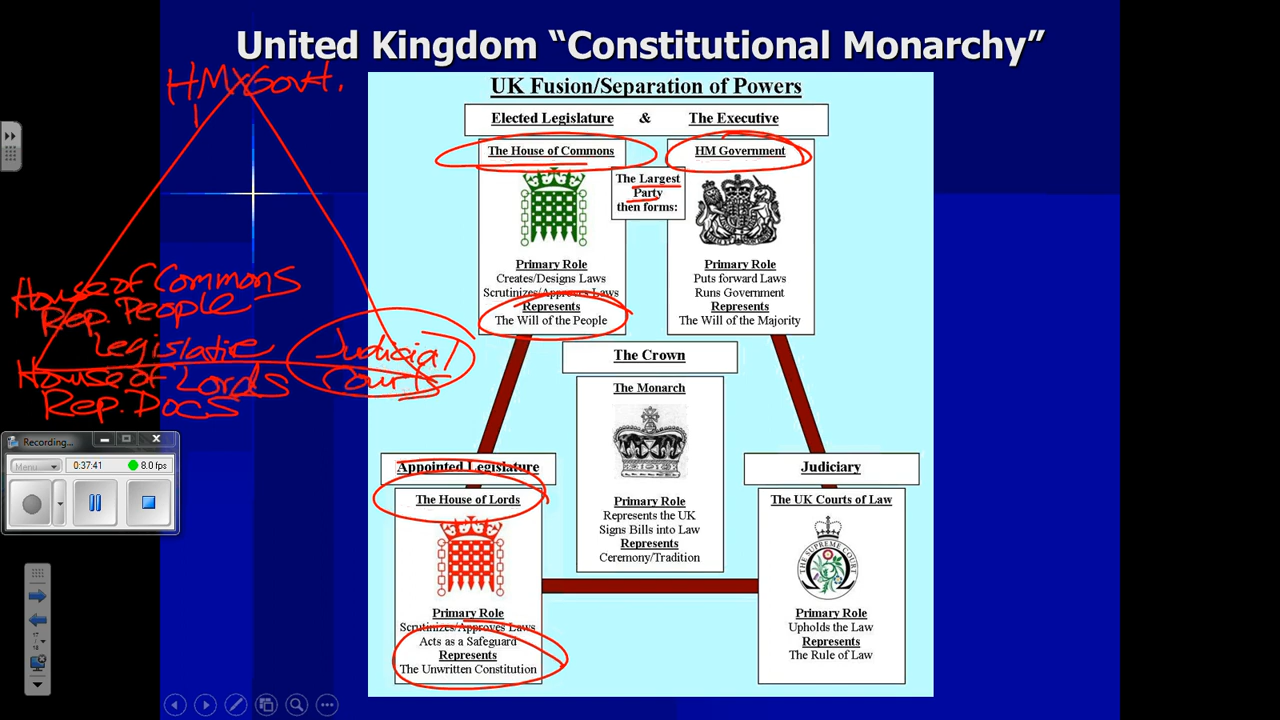 United Kingdom “Constitutional Monarchy”
UK Fusion/Separation of Powers
Elected Legislature & The Executive
The House of Commons
HM Government
The Largest
Party
then forms:
Primary Role
Creates/Designs Laws
Scrutinizes/Approves Laws
Represents
The Will of the People
Primary Role
Puts forward Laws
Runs Government
Represents
The Will of the Majority
The Crown
The Monarch
Primary Role
Represents the UK
Signs Bills into Law
Represents
Ceremony/Tradition
Appointed Legislature
The House of Lords
Primary Role
Scrutinizes/Approves Laws
Acts as a Safeguard
Represents
The Unwritten Constitution
Judiciary
The UK Courts of Law
THE SUPREME COURT
Primary Role
Upholds the Law
Represents
The Rule of Law
HM Govt.
House of Commons
Rep. People
Legislative
House of Lords
Rep. Docs
Judicial
Courts
Recording...
Menu
0:37:41
8.0 fps